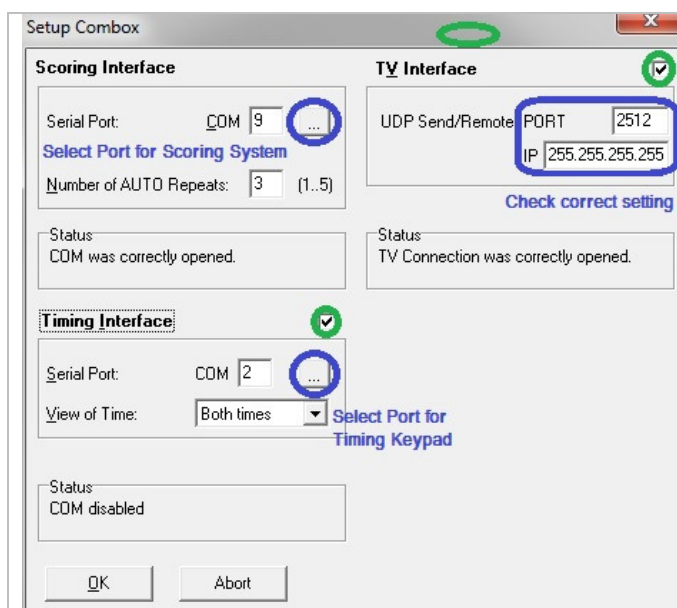 Setup Combox
Scoring Interface
Serial Port: COM 9 ...
Select Port for Scoring System
Number of AUTO Repeats: 3 (1..5)
Status
COM was correctly opened.
TV Interface
UDP Send/Remote PORT 2512
IP 255.255.255.255
Check correct setting
Status
TV Connection was correctly opened.
Timing Interface
Serial Port: COM 2 ...
View of Time: Both times
Select Port for
Timing Keypad
Status
COM disabled
OK Abort